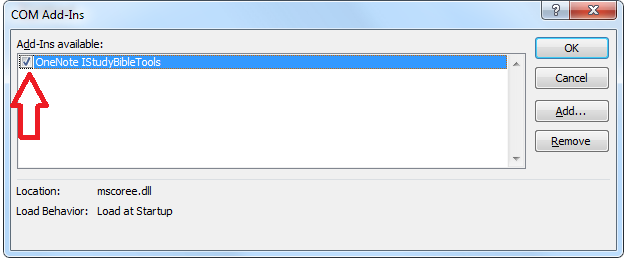 COM Add-Ins
?
Add-Ins available:
OneNote IStudyBibleTools
OK
Cancel
Add...
Remove
Location: mscoree.dll
Load Behavior: Load at Startup